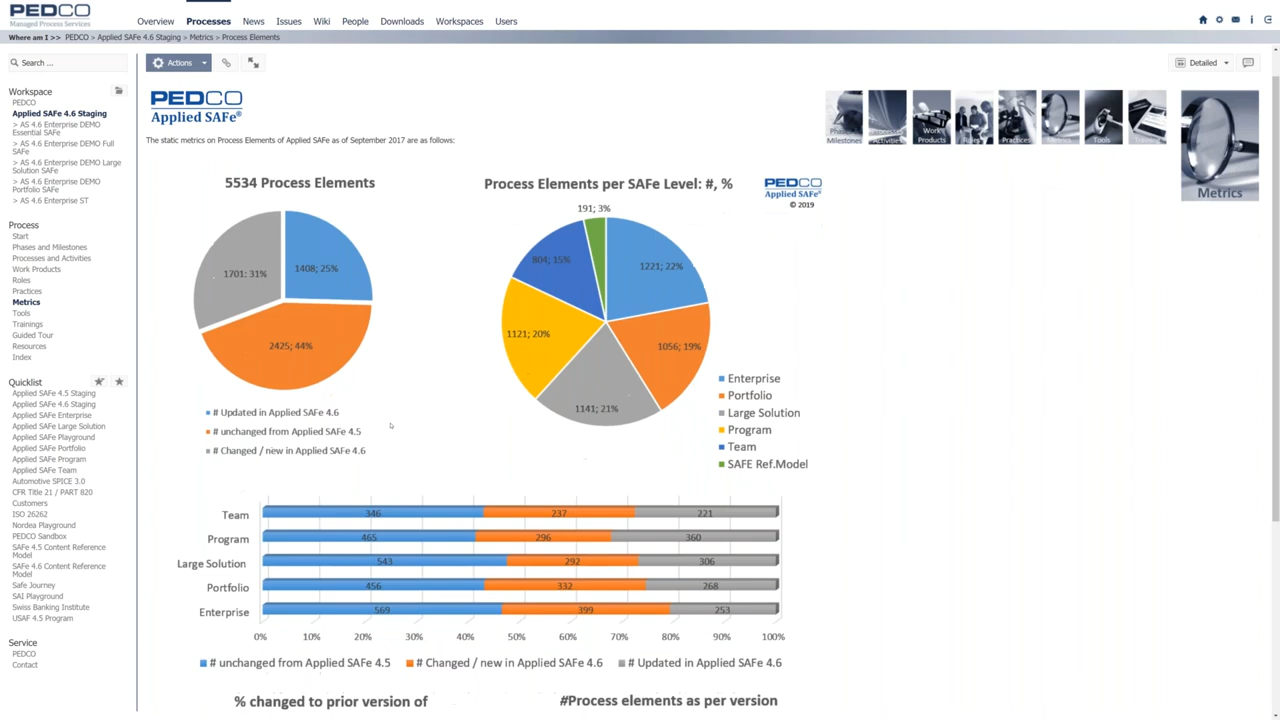 PEDCO
Managed Process Services
Overview Processes News Issues Wiki People Downloads Workspaces Users
Where am I >> PEDCO > Applied SAFe 4.6 Staging > Metrics > Process Elements
Search ...
Actions
Detailed
Workspace
PEDCO
Applied SAFe 4.6 Staging
> AS 4.6 Enterprise DEMO
Essential SAFe
> AS 4.6 Enterprise DEMO Full
SAFe
> AS 4.6 Enterprise DEMO Large
Solution SAFe
> AS 4.6 Enterprise DEMO
Portfolio SAFe
> AS 4.6 Enterprise ST
Process
Start
Phases and Milestones
Processes and Activities
Work Products
Roles
Practices
Metrics
Tools
Trainings
Guided Tour
Resources
Index
Quicklist
Applied SAFe 4.5 Staging
Applied SAFe 4.6 Staging
Applied SAFe Enterprise
Applied SAFe Large Solution
Applied SAFe Playground
Applied SAFe Portfolio
Applied SAFe Program
Applied SAFe Team
Automotive SPICE 3.0
CFR Title 21 / PART 820
Customers
ISO 26262
Nordea Playground
PEDCO Sandbox
SAFe 4.5 Content Reference
Model
SAFe 4.6 Content Reference
Model
Safe Journey
SAI Playground
Swiss Banking Institute
USAF 4.5 Program
Service
PEDCO
Contact
PEDCO
Applied SAFe®
The static metrics on Process Elements of Applied SAFe as of September 2017 are as follows:
Milestones
Work
Products
Roles
Practices
Tools
Metrics
5534 Process Elements
1701; 31%
1408; 25%
2425; 44%
# Updated in Applied SAFe 4.6
# unchanged from Applied SAFe 4.5
# Changed / new in Applied SAFe 4.6
Process Elements per SAFe Level: #, %
PEDCO
Applied SAFe®
© 2019
191; 3%
804; 15%
1221; 22%
1121; 20%
1056; 19%
1141; 21%
Enterprise
Portfolio
Large Solution
Program
Team
SAFE Ref.Model
Team 346 237 221
Program 465 296 360
Large Solution 543 292 306
Portfolio 456 332 268
Enterprise 569 399 253
0% 10% 20% 30% 40% 50% 60% 70% 80% 90% 100%
# unchanged from Applied SAFe 4.5 # Changed / new in Applied SAFe 4.6 # Updated in Applied SAFe 4.6
% changed to prior version of
#Process elements as per version